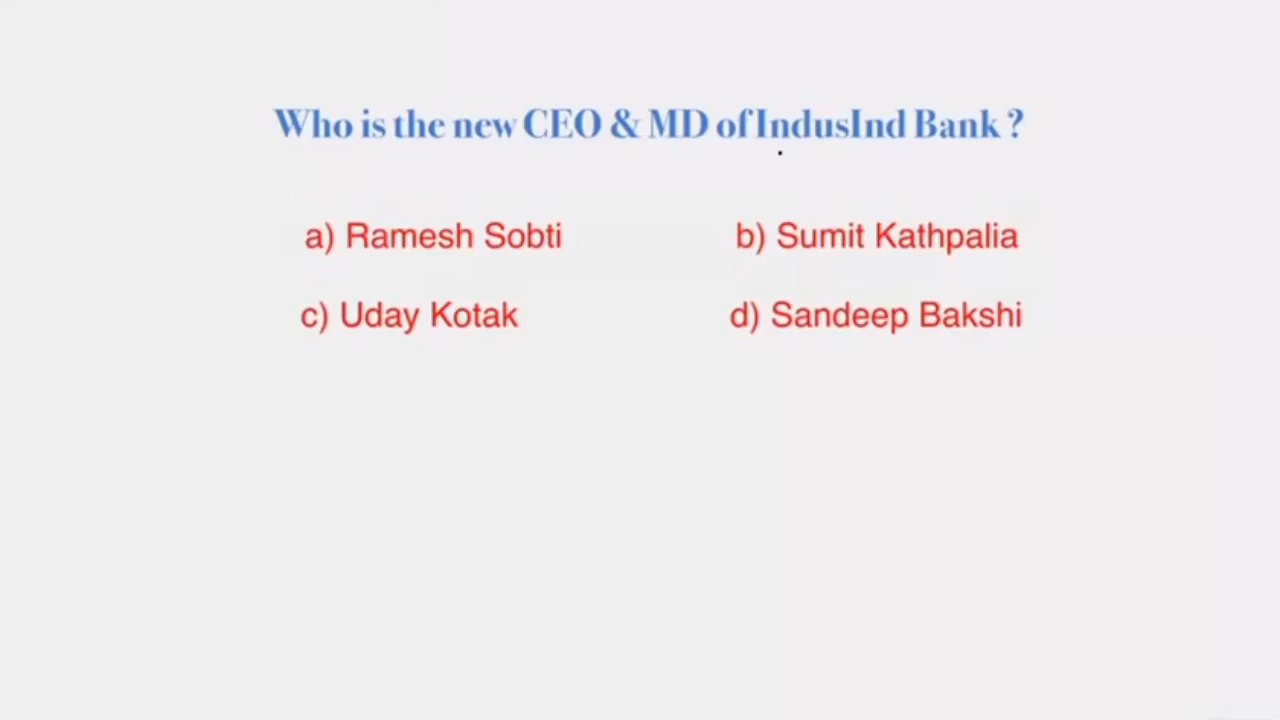 Who is the new CEO & MD of IndusInd Bank ?
a) Ramesh Sobti b) Sumit Kathpalia
c) Uday Kotak d) Sandeep Bakshi